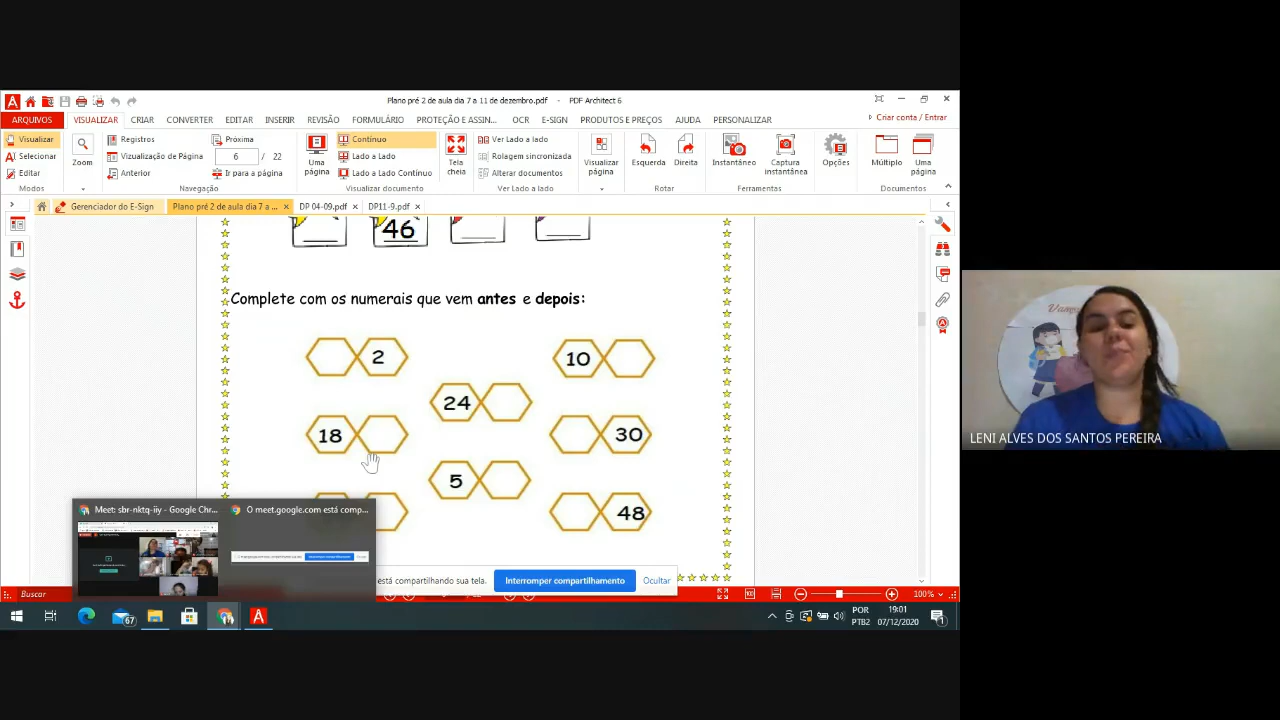 Plano pré 2 de aula dia 7 a 11 de dezembro.pdf - PDF Architect 6
ARQUIVOS VISUALIZAR CRIAR CONVERTER EDITAR INSERIR REVISÃO FORMULÁRIO PROTEÇÃO E ASSIN... OCR E-SIGN PRODUTOS E PREÇOS AJUDA PERSONALIZAR Criar conta / Entrar
Visualizar
Selecionar
Editar
Modos
Zoom
Registros
Vizualização de Página
Anterior
Próxima
6 / 22
Ir para a página
Navegação
Uma página
Contínuo
Lado a Lado
Lado a Lado Contínuo
Visualizar documento
Tela cheia
Ver Lado a lado
Rolagem sincronizada
Alterar documentos
Ver Lado a lado
Visualizar página
Esquerda
Direita
Rotar
Instantâneo
Captura instantânea
Ferramentas
Opções
Múltiplo
Uma página
Documentos
Gerenciador do E-Sign Plano pré 2 de aula dia 7 a ... DP 04-09.pdf DP11-9.pdf
46
Complete com os numerais que vem antes e depois:
2 10
24
18 30
5
48
LENI ALVES DOS SANTOS PEREIRA
Meet: sbr-nktq-iiy - Google Chr... O meet.google.com está comp...
está compartilhando sua tela. Interromper compartilhamento Ocultar
Buscar
100%
67
POR
PTB2
19:01
07/12/2020
1